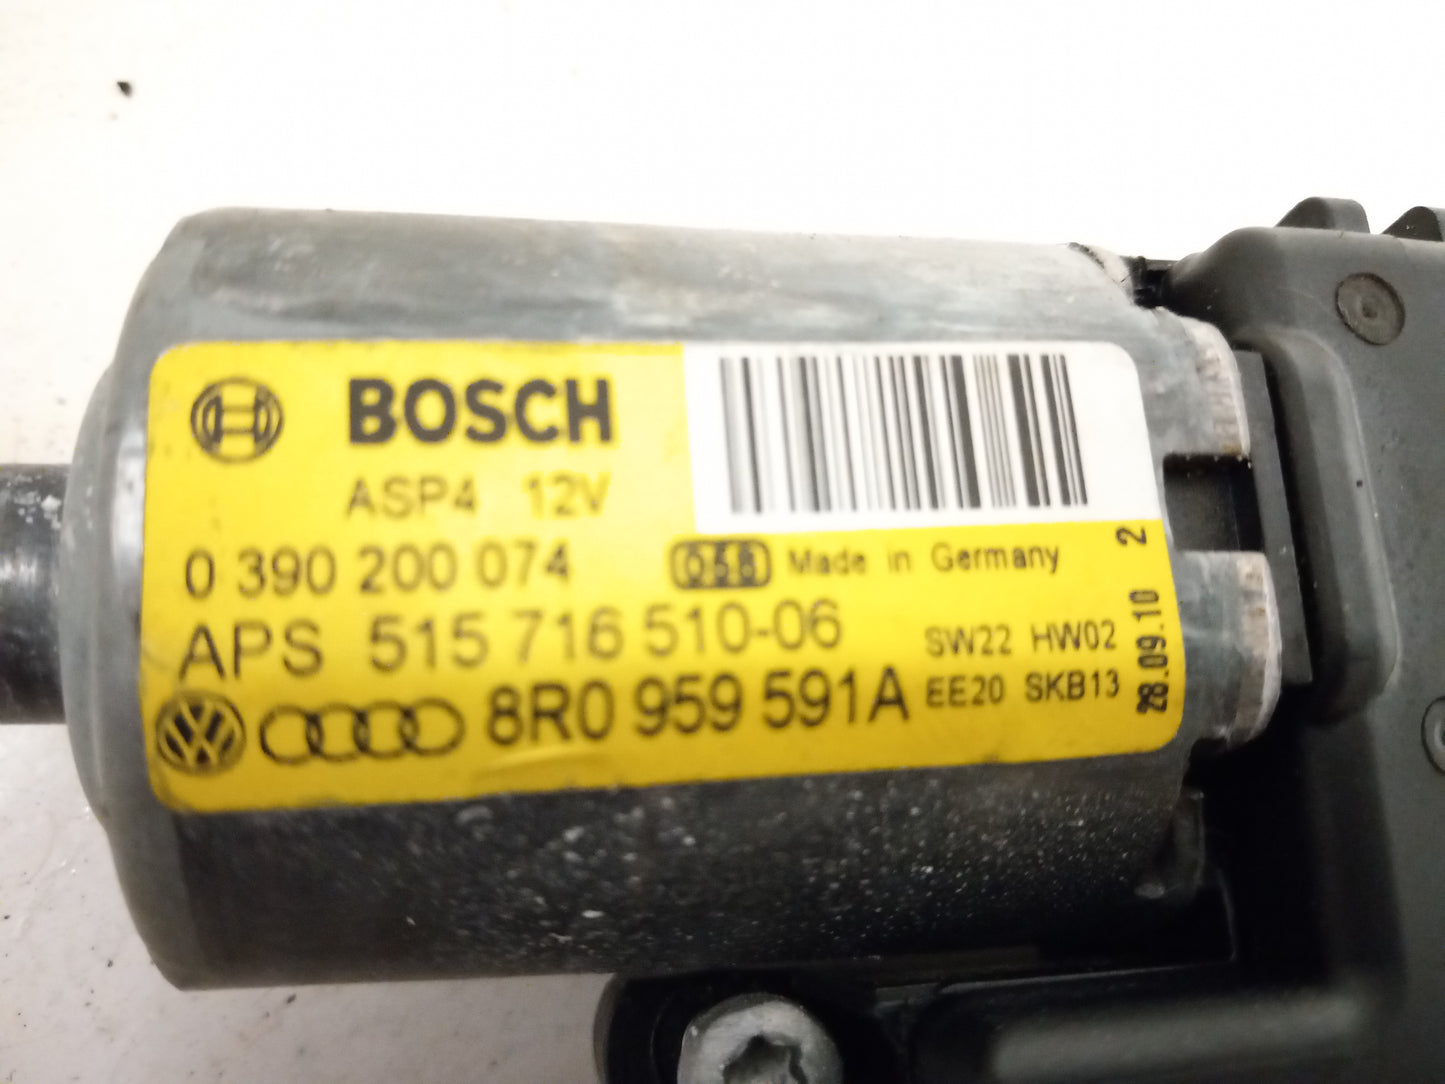 BOSCH
ASP4 12V
0 390 200 074
Made in Germany
APS 515 716 510-06
SW22 HW02
8R0 959 591A
EE20 SKB13
28.09.10 2